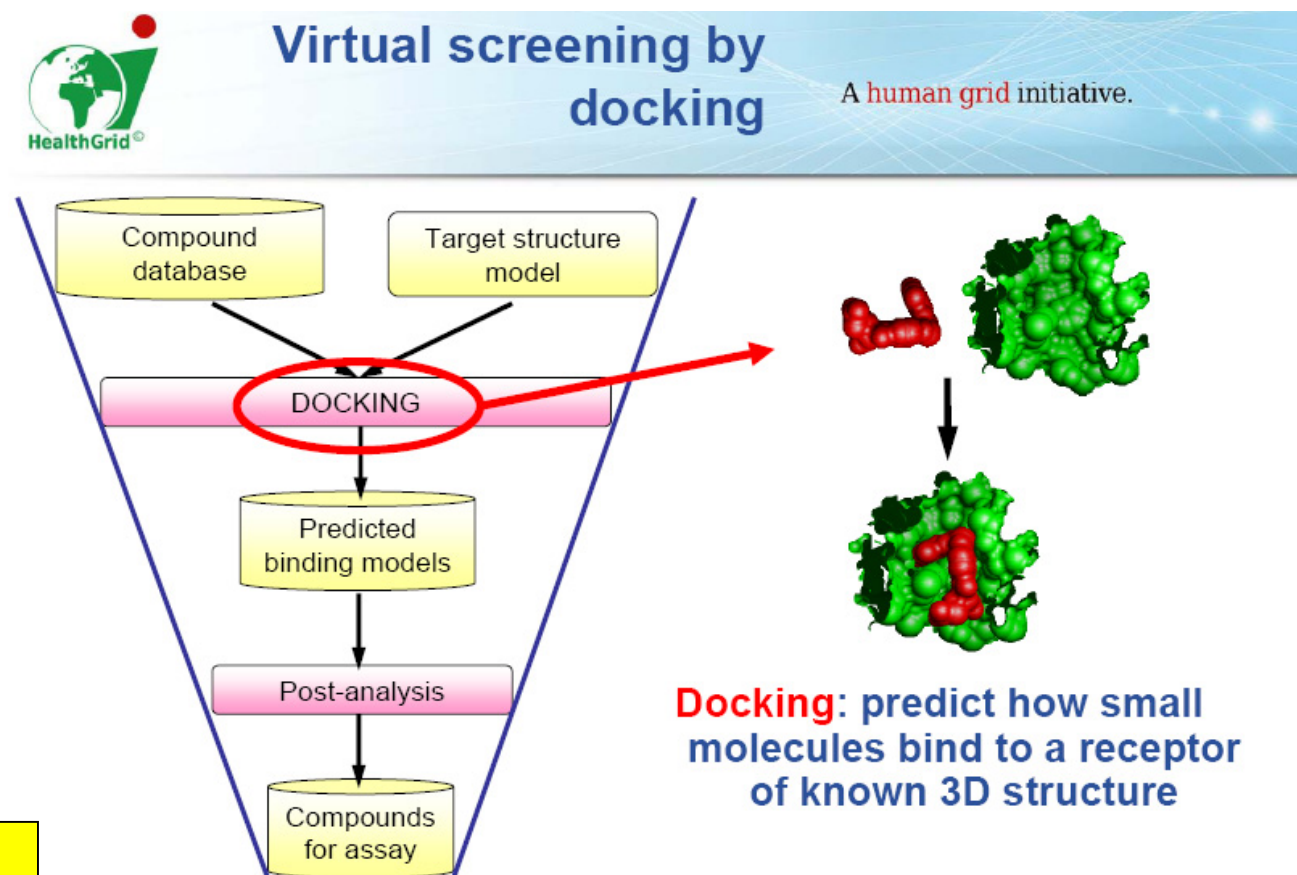 HealthGrid©
Virtual screening by
docking
A human grid initiative.
Compound
database
Target structure
model
DOCKING
Predicted
binding models
Post-analysis
Compounds
for assay
Docking: predict how small
molecules bind to a receptor
of known 3D structure